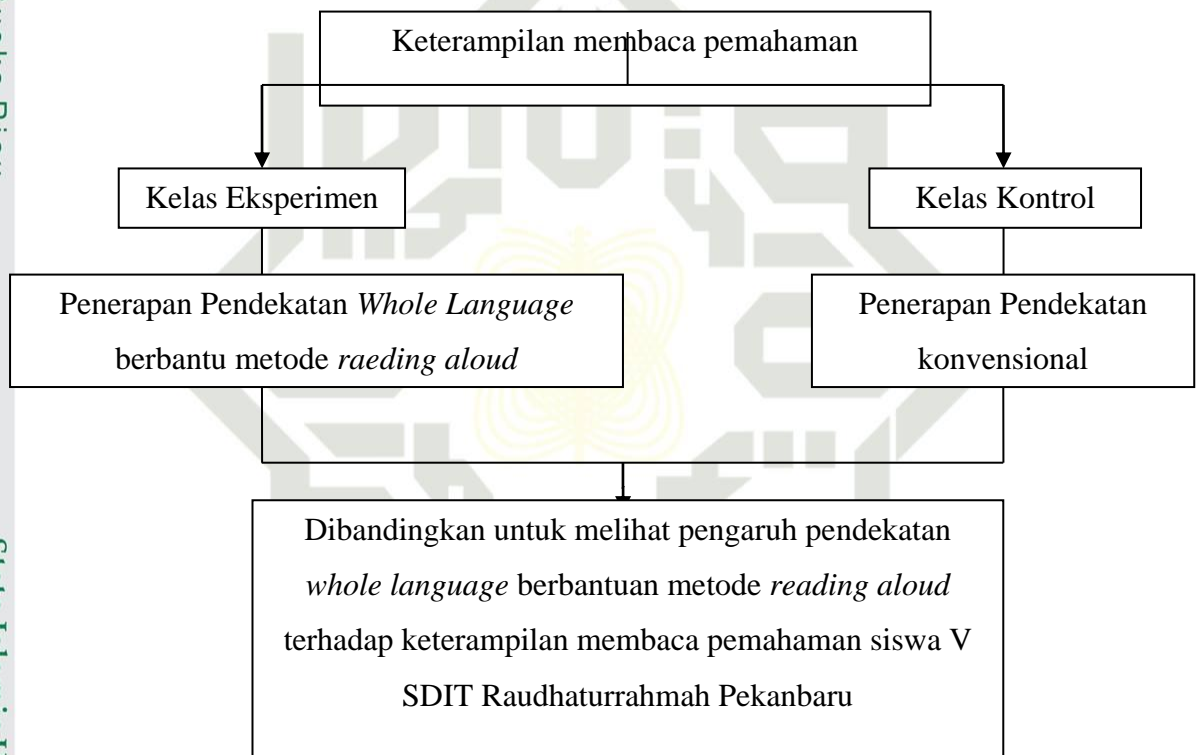 Keterampilan membaca pemahaman
Kelas Eksperimen
Kelas Kontrol
Penerapan Pendekatan Whole Language
berbantu metode raeding aloud
Penerapan Pendekatan
konvensional
Dibandingkan untuk melihat pengaruh pendekatan
whole language berbantuan metode reading aloud
terhadap keterampilan membaca pemahaman siswa V
SDIT Raudhaturrahmah Pekanbaru